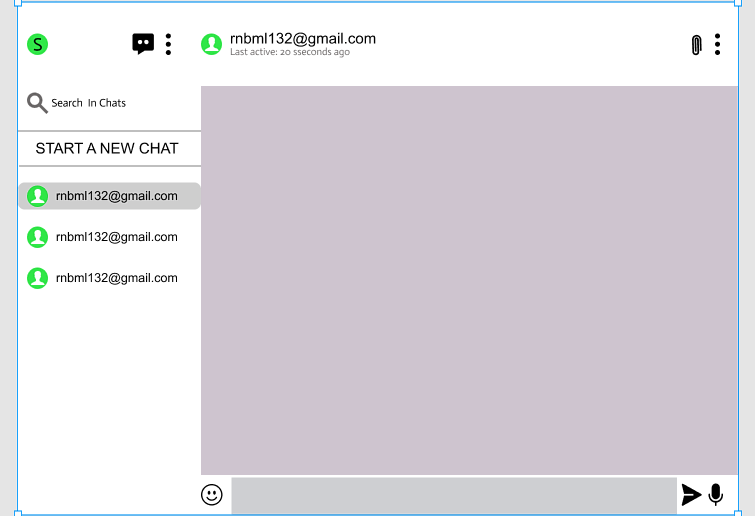 S
rnbml132@gmail.com
Last active: 20 sseconds ago
Search In Chats
START A NEW CHAT
rnbml132@gmail.com
rnbml132@gmail.com
rnbml132@gmail.com